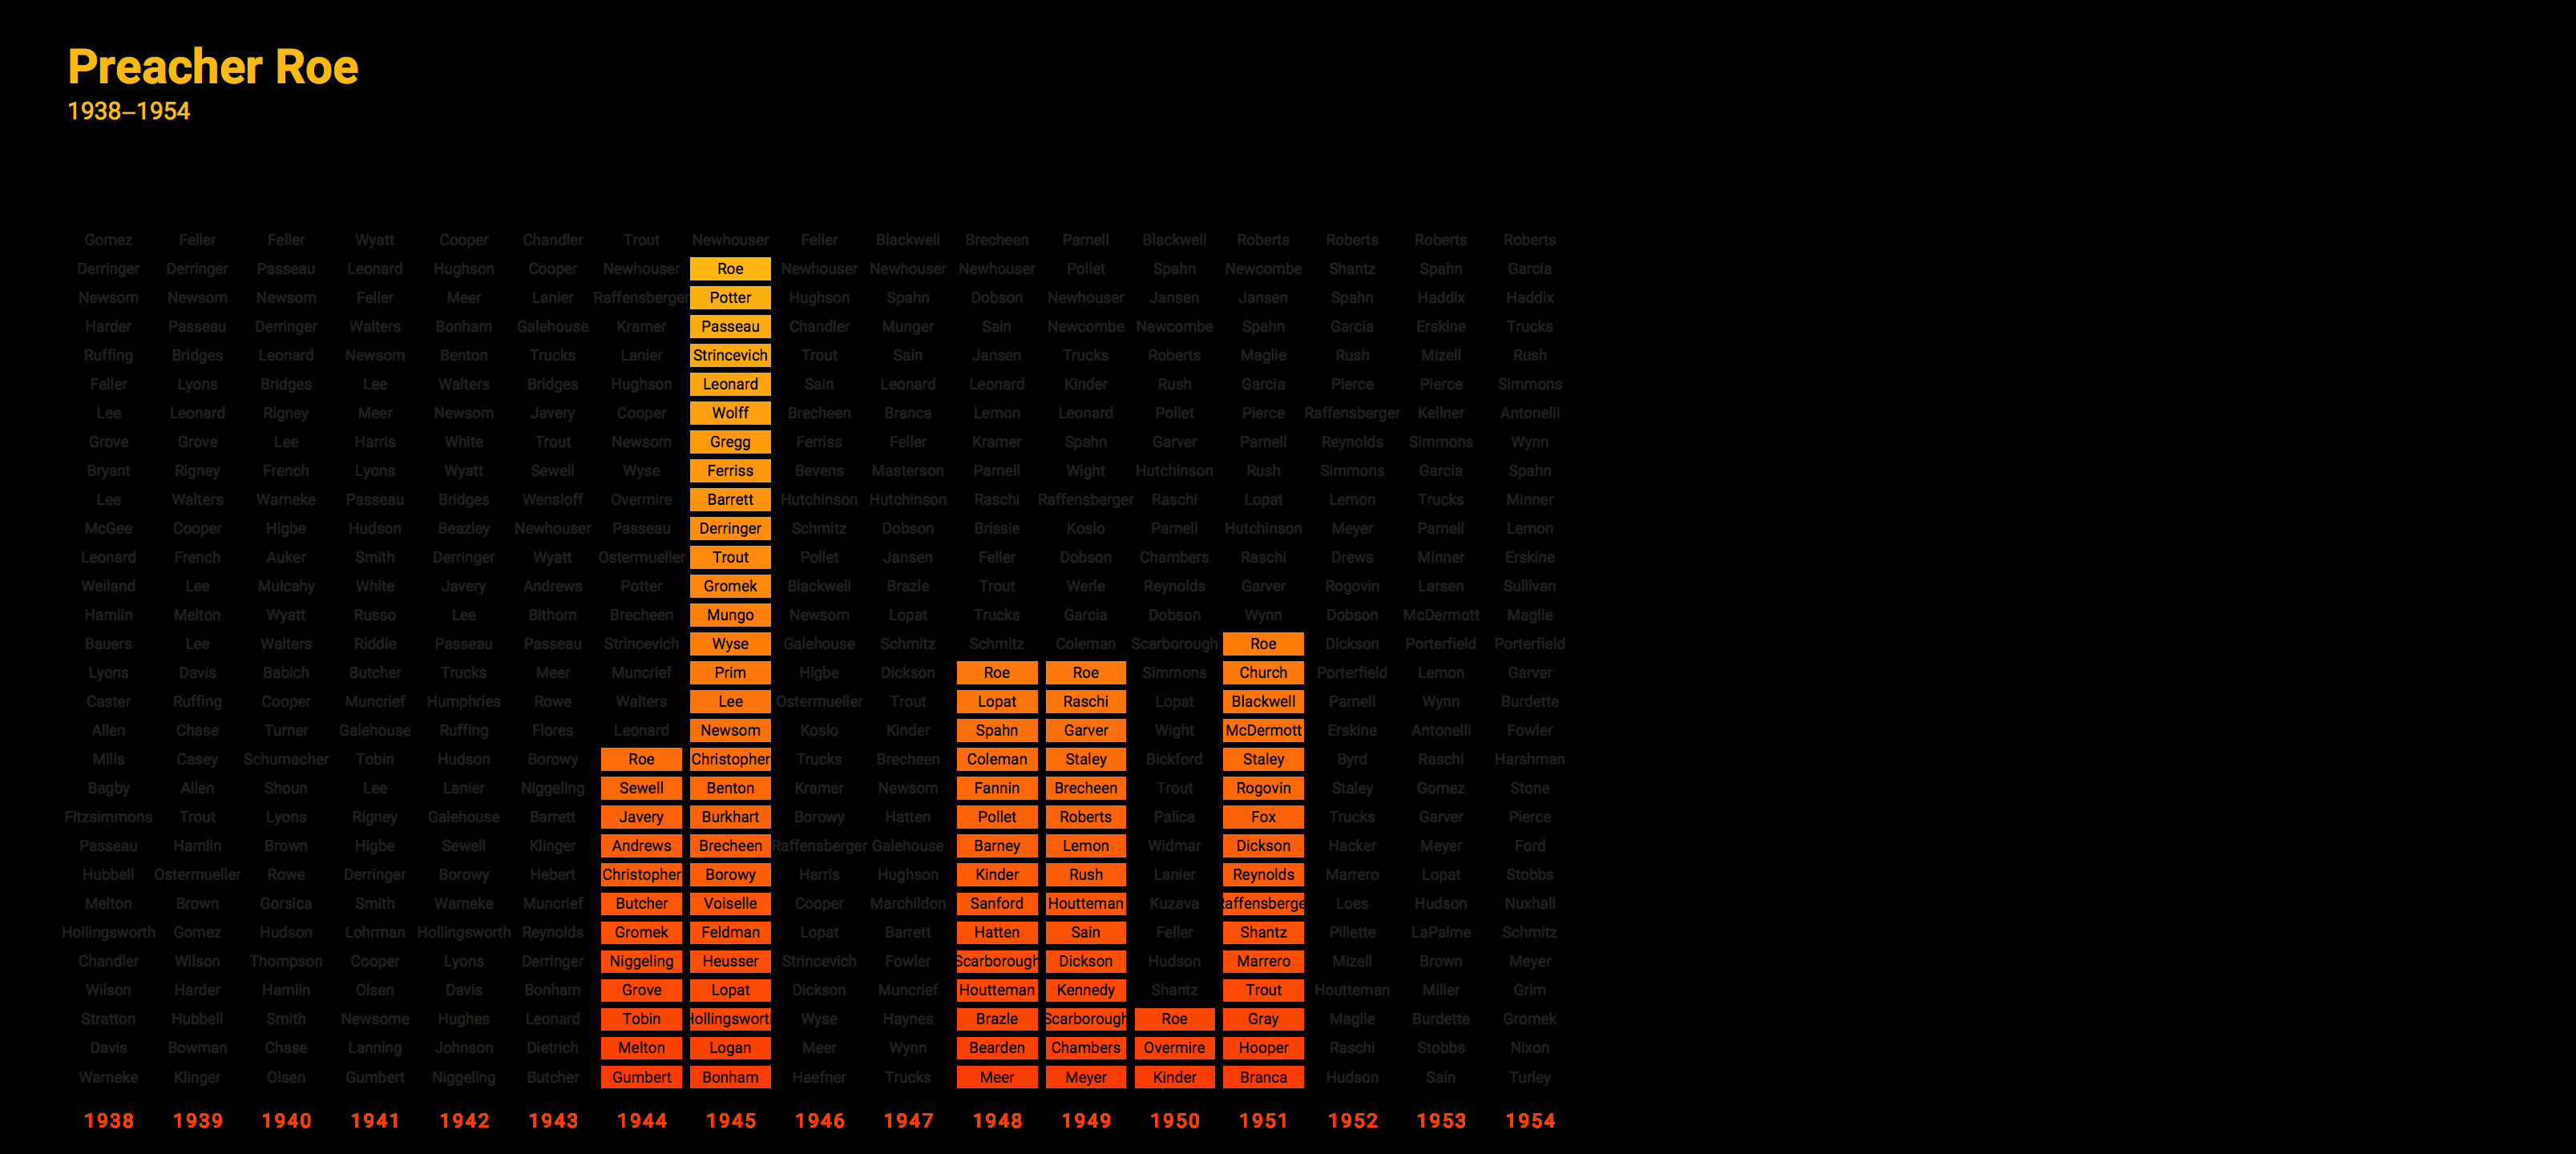 Preacher Roe
1938–1954
Gomez Feller Feller Wyatt Cooper Chandler Trout Newhouser Feller Blackwell Brecheen Parnell Blackwell Roberts Roberts Roberts Roberts
Derringer Derringer Passeau Leonard Hughson Cooper Newhouser Roe Newhouser Newhouser Newhouser Pollet Spahn Newcombe Shantz Spahn Garcia
Newsom Newsom Newsom Feller Meer Lanier Raffensberger Potter Hughson Spahn Dobson Newhouser Jansen Jansen Spahn Haddix Haddix
Harder Passeau Derringer Walters Bonham Galehouse Kramer Passeau Chandler Munger Sain Newcombe Newcombe Spahn Garcia Erskine Trucks
Ruffing Bridges Leonard Newsom Benton Trucks Lanier Strincevich Trout Sain Jansen Trucks Roberts Maglie Rush Mizell Rush
Feller Lyons Bridges Lee Walters Bridges Hughson Leonard Sain Leonard Leonard Kinder Rush Garcia Pierce Pierce Simmons
Lee Leonard Rigney Meer Newsom Javery Cooper Wolff Brecheen Branca Lemon Leonard Pollet Pierce Raffensberger Kellner Antonelli
Grove Grove Lee Harris White Trout Newsom Gregg Ferriss Feller Kramer Spahn Garver Parnell Reynolds Simmons Wynn
Bryant Rigney French Lyons Wyatt Sewell Wyse Ferriss Bevens Masterson Parnell Wight Hutchinson Rush Simmons Garcia Spahn
Lee Walters Warneke Passeau Bridges Wensloff Overmire Barrett Hutchinson Hutchinson Raschi Raffensberger Raschi Lopat Lemon Trucks Minner
McGee Cooper Higbe Hudson Beazley Newhouser Passeau Derringer Schmitz Dobson Brissie Koslo Parnell Hutchinson Meyer Parnell Lemon
Leonard French Auker Smith Derringer Wyatt Ostermueller Trout Pollet Jansen Feller Dobson Chambers Raschi Drews Minner Erskine
Weiland Lee Mulcahy White Javery Andrews Potter Gromek Blackwell Brazle Trout Werle Reynolds Garver Rogovin Larsen Sullivan
Hamlin Melton Wyatt Russo Lee Bithorn Brecheen Mungo Newsom Lopat Trucks Garcia Dobson Wynn Dobson McDermott Maglie
Bauers Lee Walters Riddle Passeau Passeau Strincevich Wyse Galehouse Schmitz Schmitz Coleman Scarborough Roe Dickson Porterfield Porterfield
Lyons Davis Babich Butcher Trucks Meer Muncrief Prim Higbe Dickson Roe Roe Simmons Church Porterfield Lemon Garver
Caster Ruffing Cooper Muncrief Humphries Rowe Walters Lee Ostermueller Trout Lopat Raschi Lopat Blackwell Parnell Wynn Burdette
Allen Chase Turner Galehouse Ruffing Flores Leonard Newsom Koslo Kinder Spahn Garver Wight McDermott Erskine Antonelli Fowler
Mills Casey Schumacher Tobin Hudson Borowy Roe Christopher Trucks Brecheen Coleman Staley Bickford Staley Byrd Raschi Harshman
Bagby Allen Shoun Lee Lanier Niggeling Sewell Benton Kramer Newsom Fannin Brecheen Trout Rogovin Staley Gomez Stone
Fitzsimmons Trout Lyons Rigney Galehouse Barrett Javery Burkhart Borowy Hatten Pollet Roberts Palica Fox Trucks Garver Pierce
Passeau Hamlin Brown Higbe Sewell Klinger Andrews Brecheen Raffensberger Galehouse Barney Lemon Widmar Dickson Hacker Meyer Ford
Hubbell Ostermueller Rowe Derringer Borowy Hebert Christopher Borowy Harris Hughson Kinder Rush Lanier Reynolds Marrero Lopat Stobbs
Melton Brown Gorsica Smith Warneke Muncrief Butcher Voiselle Cooper Marchildon Sanford Houtteman Kuzava affensberge Loes Hudson Nuxhall
Hollingsworth Gomez Hudson Lohrman Hollingsworth Reynolds Gromek Feldman Lopat Barrett Hatten Sain Feller Shantz Pillette LaPalme Schmitz
Chandler Wilson Thompson Cooper Lyons Derringer Niggeling Heusser Strincevich Fowler Scarborough Dickson Hudson Marrero Mizell Brown Meyer
Wilson Harder Hamlin Olsen Davis Bonham Grove Lopat Dickson Muncrief Houtteman Kennedy Shantz Trout Houtteman Miller Grim
Stratton Hubbell Smith Newsome Hughes Leonard Tobin Hollingswort Wyse Haynes Brazle Scarborough Roe Gray Maglie Burdette Gromek
Davis Bowman Chase Lanning Johnson Dietrich Melton Logan Meer Wynn Bearden Chambers Overmire Hooper Raschi Stobbs Nixon
Warneke Klinger Olsen Gumbert Niggeling Butcher Gumbert Bonham Haefner Trucks Meer Meyer Kinder Branca Hudson Sain Turley
1938 1939 1940 1941 1942 1943 1944 1945 1946 1947 1948 1949 1950 1951 1952 1953 1954